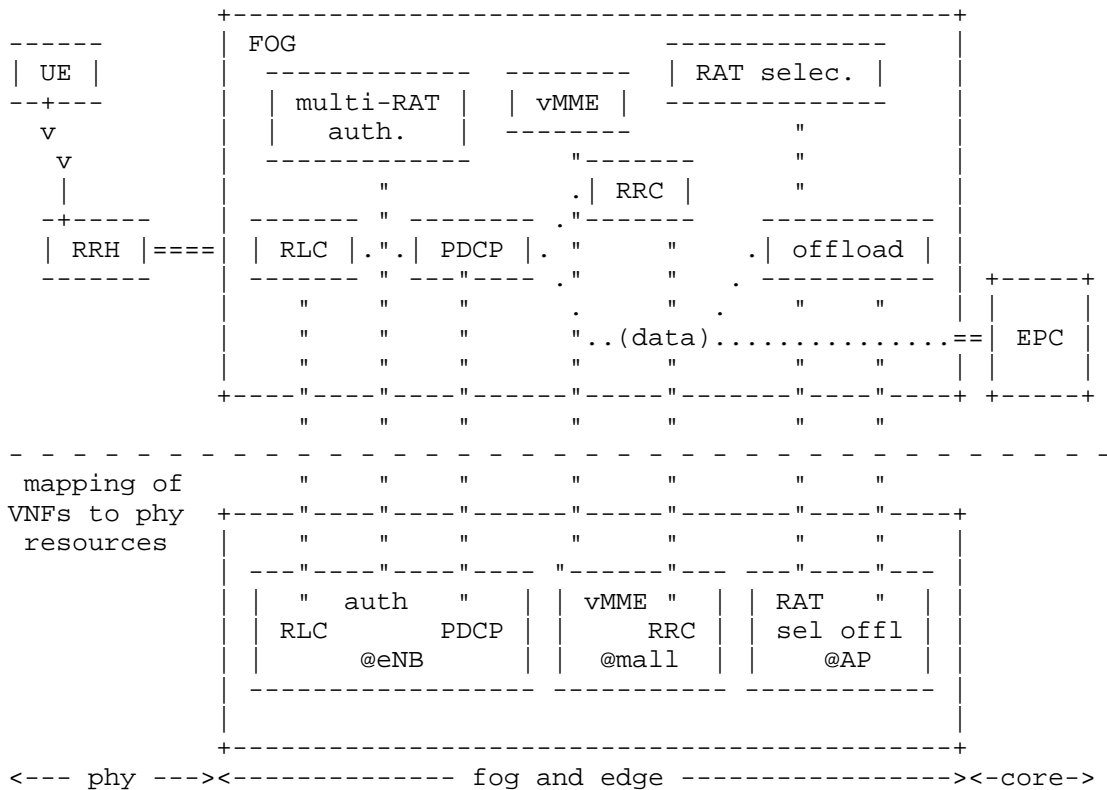 FOG
UE RAT selec.
multi-RAT vMME
auth.
RRC
RRH RLC PDCP offload
(data) EPC
mapping of
VNFs to phy
resources
auth vMME RAT
RLC PDCP RRC sel offl
@eNB @mall @AP
<--- phy ---><------------- fog and edge -----------------><-core->